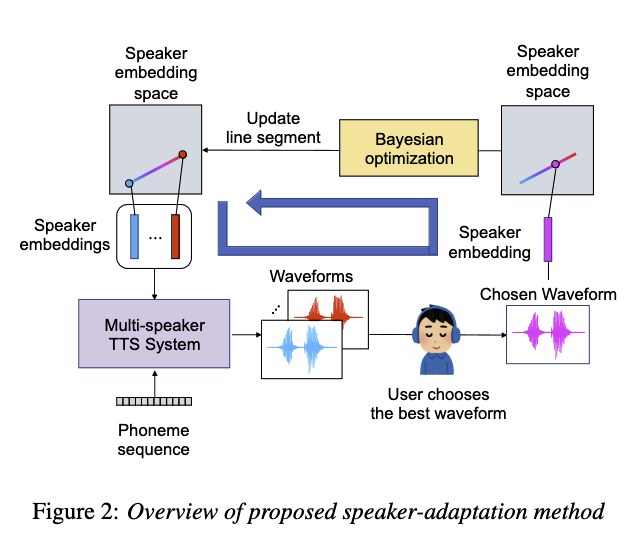 Speaker
embedding
space
Speaker
embedding
space
Update
line segment
Bayesian
optimization
Speaker
embeddings
...
Speaker
embedding
Waveforms
...
Chosen Waveform
Multi-speaker
TTS System
User chooses
the best waveform
Phoneme
sequence
Figure 2: Overview of proposed speaker-adaptation method